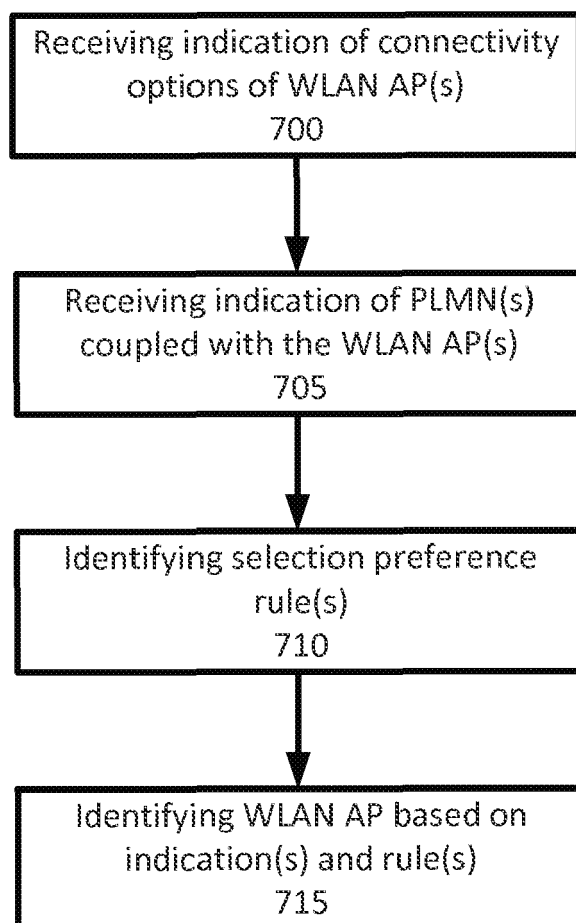 Receiving indication of connectivity
options of WLAN AP(s)
700
Receiving indication of PLMN(s)
coupled with the WLAN AP(s)
705
Identifying selection preference
rule(s)
710
Identifying WLAN AP based on
indication(s) and rule(s)
715